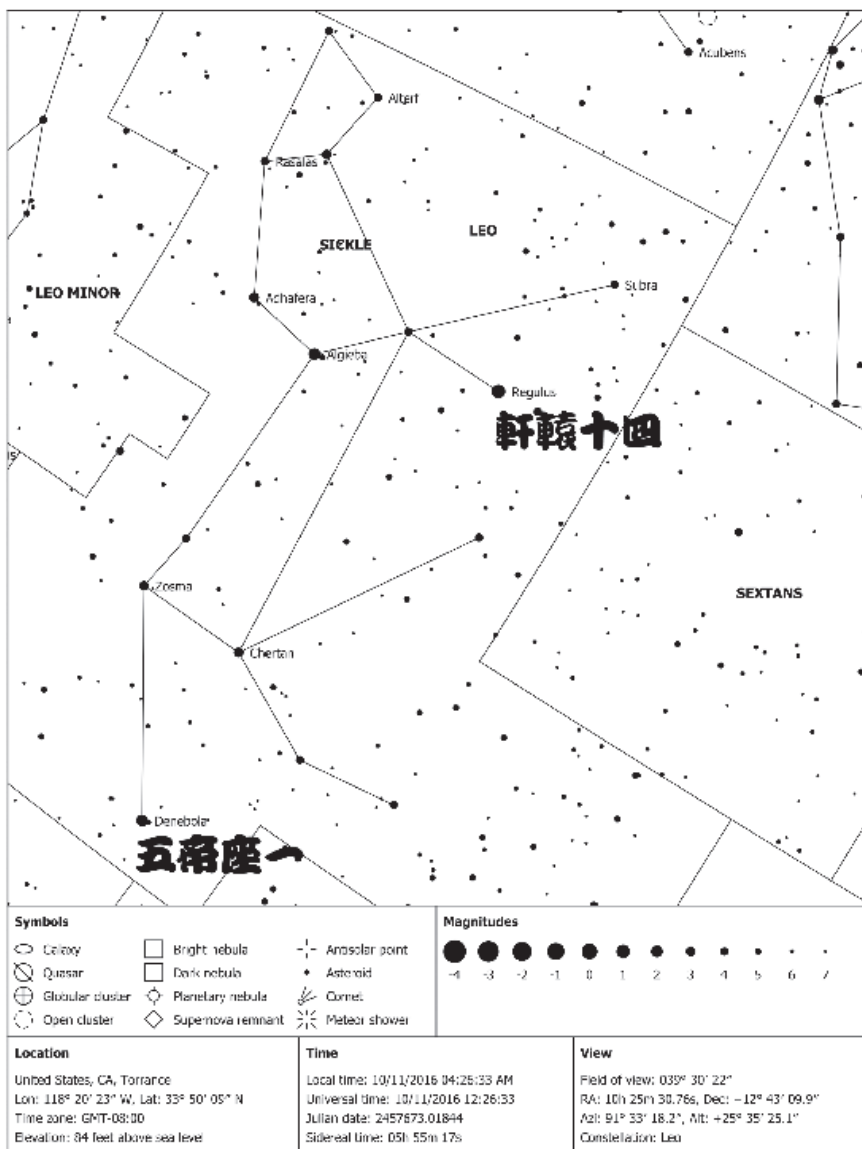 Acubens
Alterf
Rasalas
SICKLE
LEO
LEO MINOR
Subra
Adhafera
Algieba
Regulus
軒轅十四
Zosma
SEXTANS
Chertan
Denebola
五帝座一
Symbols
Galaxy
Bright nebula
Antisolar point
Quasar
Dark nebula
Asteroid
Globular cluster
Planetary nebula
Comet
Open cluster
Supernova remnant
Meteor shower
Magnitudes
-4 -3 -2 -1 0 1 2 3 4 5 6 7
Location
United States, CA, Torrance
Lon: 118° 20' 23" W, Lat: 33° 50' 09" N
Time zone: GMT-08:00
Elevation: 84 feet above sea level
Time
Local time: 10/11/2016 04:26:33 AM
Universal time: 10/11/2016 12:26:33
Julian date: 2457673.01844
Sidereal time: 05h 55m 17s
View
Field of view: 039° 30' 22"
RA: 10h 25m 30.76s, Dec: −12° 43' 09.9"
Azi: 91° 33' 18.2", Alt: +25° 35' 25.1"
Constellation: Leo